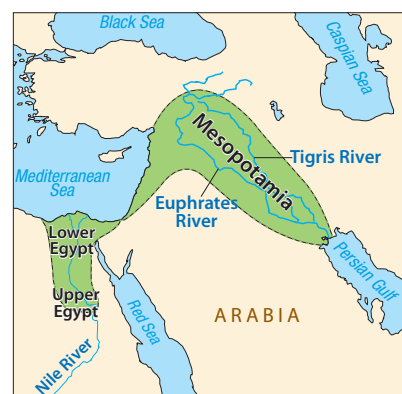 Black Sea
Caspian Sea
Mesopotamia
Tigris River
Mediterranean
Sea
Euphrates
River
Lower
Egypt
Persian Gulf
Upper
Egypt
Red Sea
ARABIA
Nile River